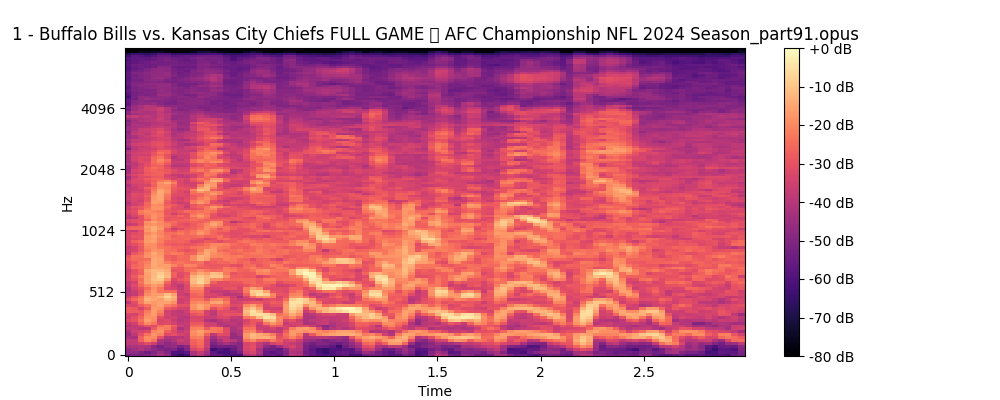 1 - Buffalo Bills vs. Kansas City Chiefs FULL GAME ▯ AFC Championship NFL 2024 Season_part91.opus
+0 dB
-10 dB
-20 dB
-30 dB
-40 dB
-50 dB
-60 dB
-70 dB
-80 dB
4096
2048
1024
512
0
Hz
0
0.5
1
1.5
2
2.5
Time